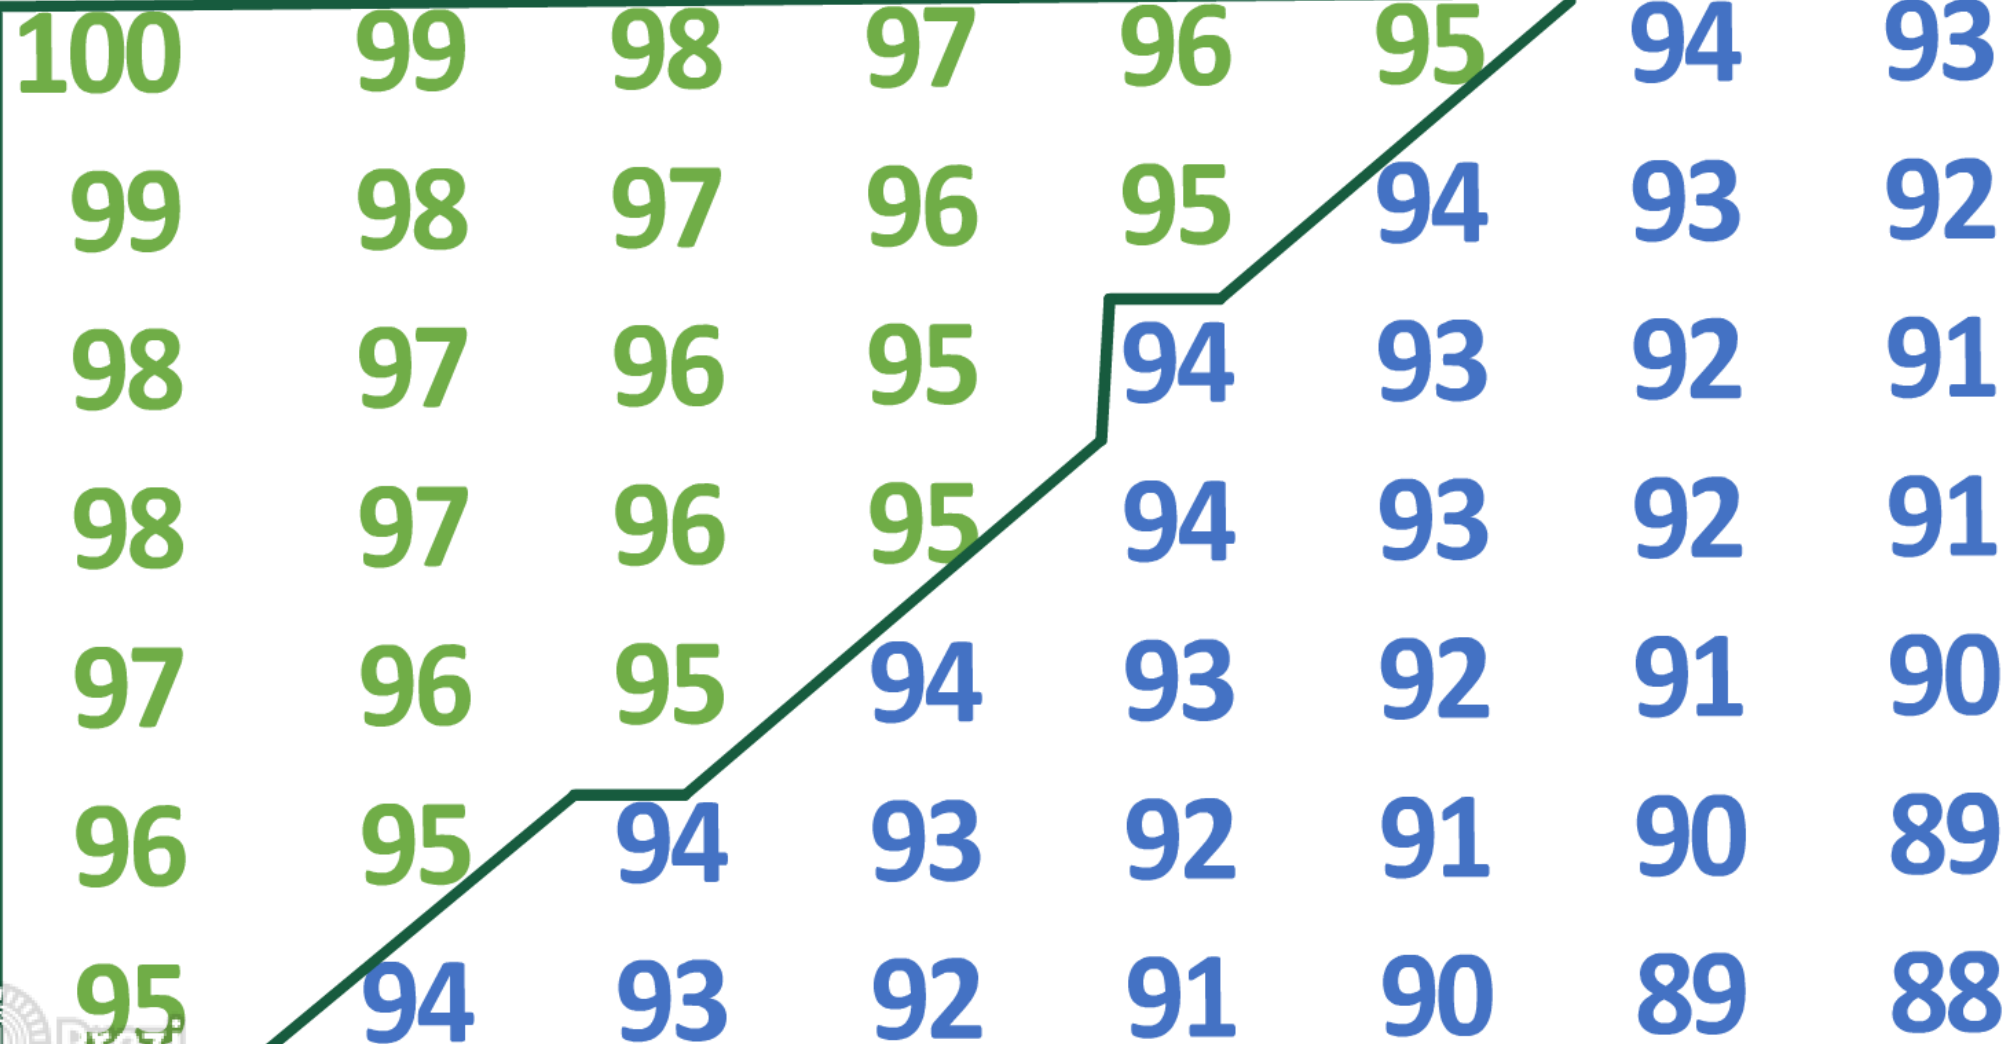 100 99 98 97 96 95 94 93
99 98 97 96 95 94 93 92
98 97 96 95 94 93 92 91
98 97 96 95 94 93 92 91
97 96 95 94 93 92 91 90
96 95 94 93 92 91 90 89
95 94 93 92 91 90 89 88